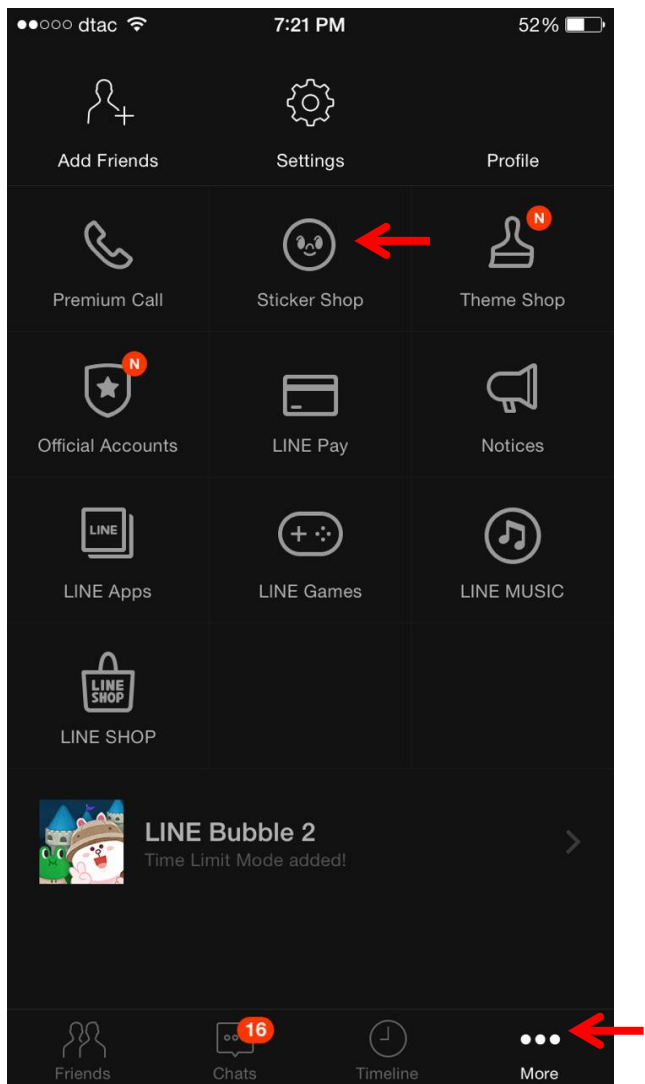 dtac 7:21 PM 52%
Add Friends Settings Profile
N
Premium Call Sticker Shop Theme Shop
N
Official Accounts LINE Pay Notices
LINE
LINE Apps LINE Games LINE MUSIC
LINE
SHOP
LINE SHOP
LINE Bubble 2
Time Limit Mode added!
16
Friends Chats Timeline More